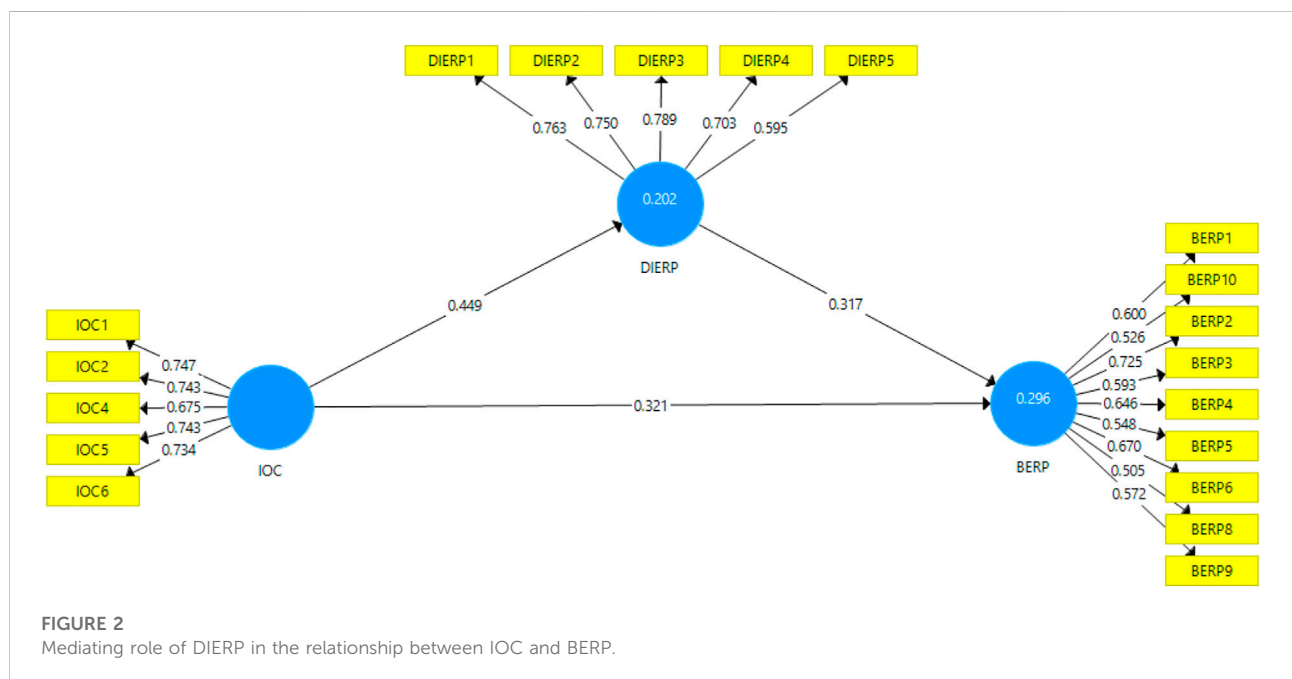 DIERP1 DIERP2 DIERP3 DIERP4 DIERP5
0.763 0.750 0.789 0.703 0.595
0.202
DIERP
0.449
0.317
IOC1
IOC2
IOC4
IOC5
IOC6
0.747
0.743
0.675
0.743
0.734
IOC
0.321
0.296
BERP
0.600
0.526
0.725
0.593
0.646
0.548
0.670
0.505
0.572
BERP1
BERP10
BERP2
BERP3
BERP4
BERP5
BERP6
BERP8
BERP9
FIGURE 2
Mediating role of DIERP in the relationship between IOC and BERP.